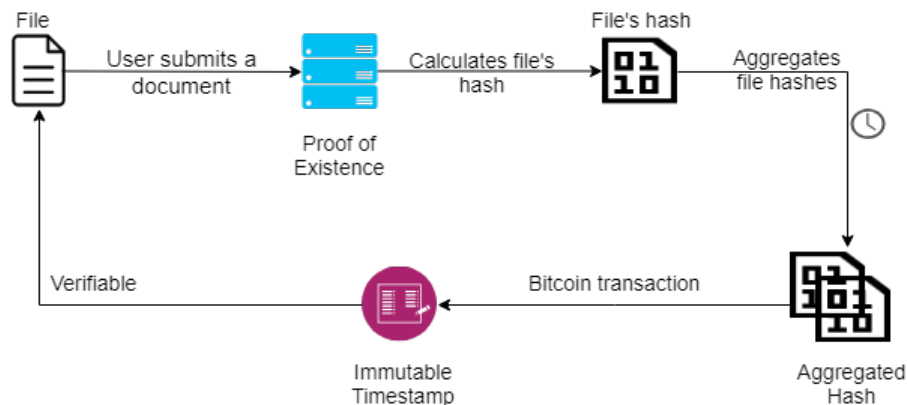 File
User submits a
document
Proof of
Existence
Calculates file's
hash
File's hash
Aggregates
file hashes
Verifiable
Immutable
Timestamp
Bitcoin transaction
Aggregated
Hash